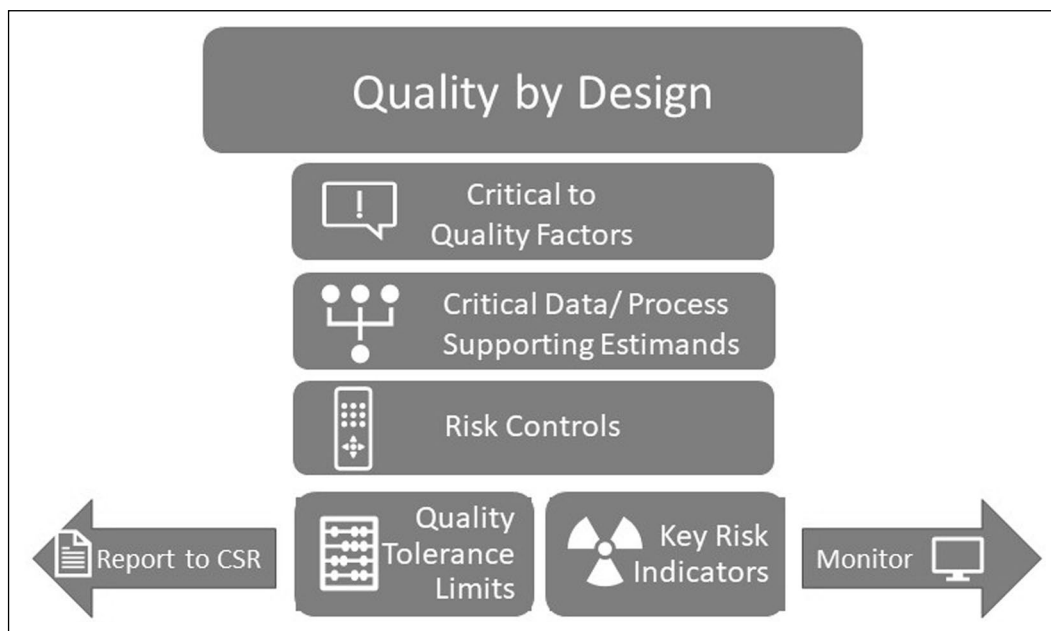 Quality by Design
Critical to
Quality Factors
Critical Data/ Process
Supporting Estimands
Risk Controls
Report to CSR
Quality
Tolerance
Limits
Key Risk
Indicators
Monitor